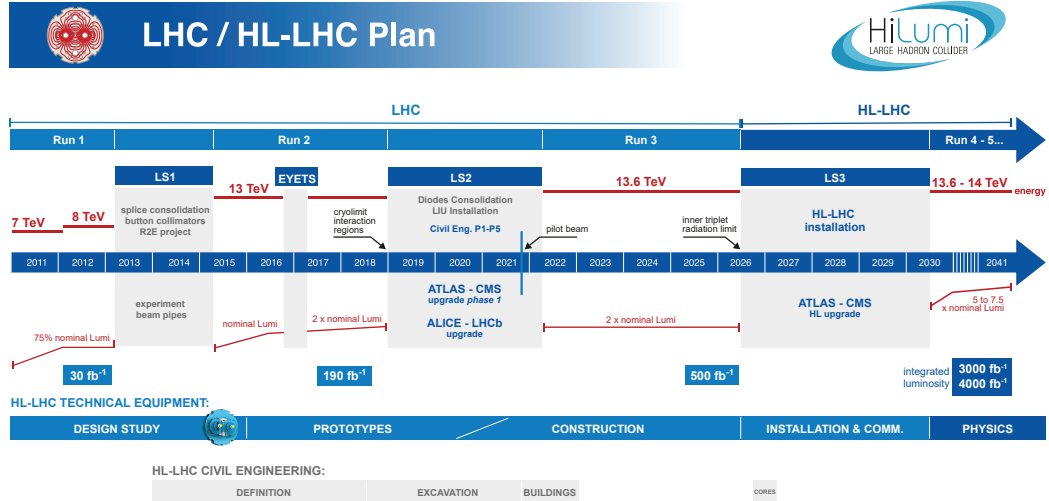 LHC / HL-LHC Plan
HiLumi
LARGE HADRON COLLIDER
LHC
HL-LHC
Run 1
Run 2
Run 3
Run 4 - 5...
LS1
EYETS
LS2
LS3
13 TeV
13.6 TeV
13.6 - 14 TeV
energy
7 TeV
8 TeV
splice consolidation
button collimators
R2E project
cryolimit
interaction
regions
Diodes Consolidation
LIU Installation
Civil Eng. P1-P5
pilot beam
inner triplet
radiation limit
HL-LHC
installation
2011 2012 2013 2014 2015 2016 2017 2018 2019 2020 2021 2022 2023 2024 2025 2026 2027 2028 2029 2030 2041
experiment
beam pipes
ATLAS - CMS
upgrade phase 1
ALICE - LHCb
upgrade
ATLAS - CMS
HL upgrade
75% nominal Lumi
nominal Lumi
2 x nominal Lumi
2 x nominal Lumi
5 to 7.5
x nominal Lumi
30 fb-1
190 fb-1
500 fb-1
integrated
luminosity
3000 fb-1
4000 fb-1
HL-LHC TECHNICAL EQUIPMENT:
DESIGN STUDY
PROTOTYPES
CONSTRUCTION
INSTALLATION & COMM.
PHYSICS
HL-LHC CIVIL ENGINEERING:
DEFINITION
EXCAVATION
BUILDINGS
CORES